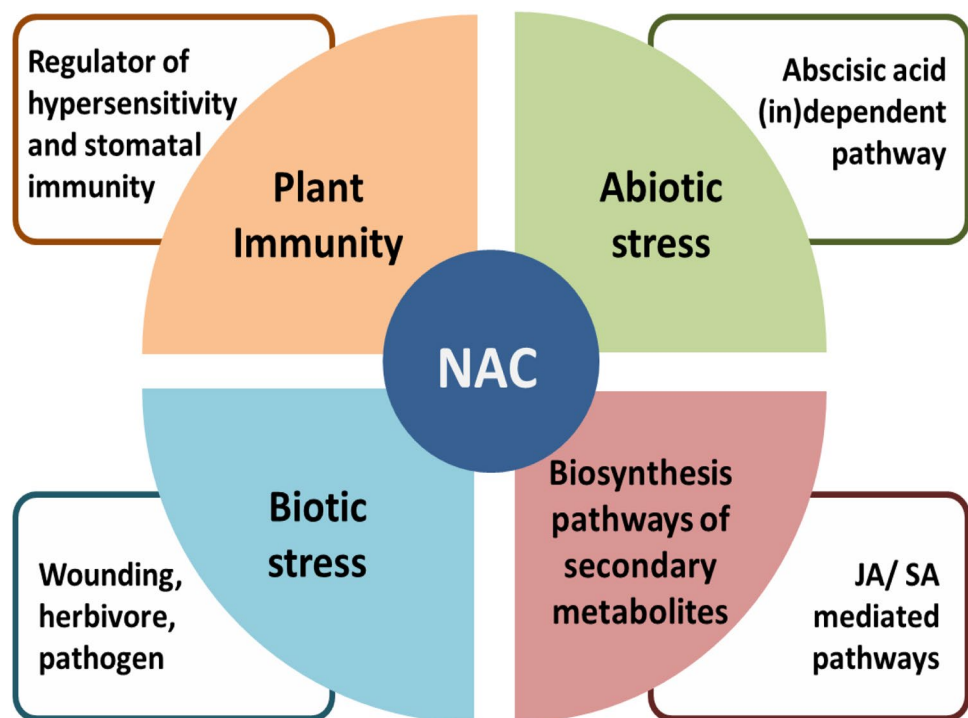 Regulator of
hypersensitivity
and stomatal
immunity
Plant
Immunity
Abiotic
stress
Abscisic acid
(in)dependent
pathway
NAC
Biotic
stress
Wounding,
herbivore,
pathogen
Biosynthesis
pathways of
secondary
metabolites
JA/ SA
mediated
pathways